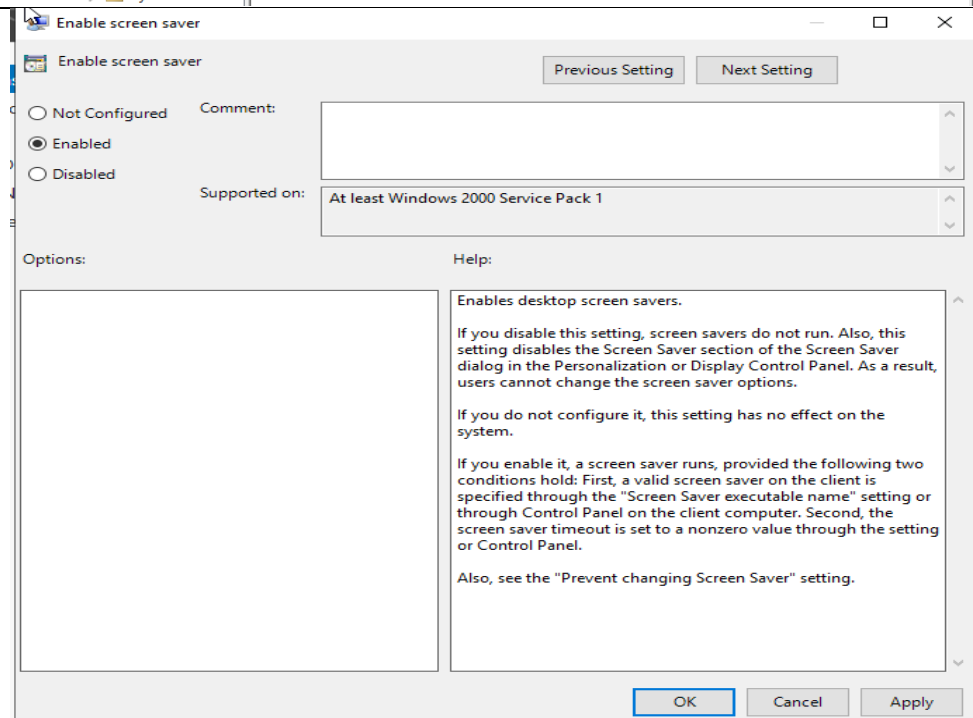 Enable screen saver
Enable screen saver
Previous Setting
Next Setting
Not Configured
Comment:
Enabled
Disabled
Supported on:
At least Windows 2000 Service Pack 1
Options:
Help:
Enables desktop screen savers.
If you disable this setting, screen savers do not run. Also, this
setting disables the Screen Saver section of the Screen Saver
dialog in the Personalization or Display Control Panel. As a result,
users cannot change the screen saver options.
If you do not configure it, this setting has no effect on the
system.
If you enable it, a screen saver runs, provided the following two
conditions hold: First, a valid screen saver on the client is
specified through the "Screen Saver executable name" setting or
through Control Panel on the client computer. Second, the
screen saver timeout is set to a nonzero value through the setting
or Control Panel.
Also, see the "Prevent changing Screen Saver" setting.
OK
Cancel
Apply